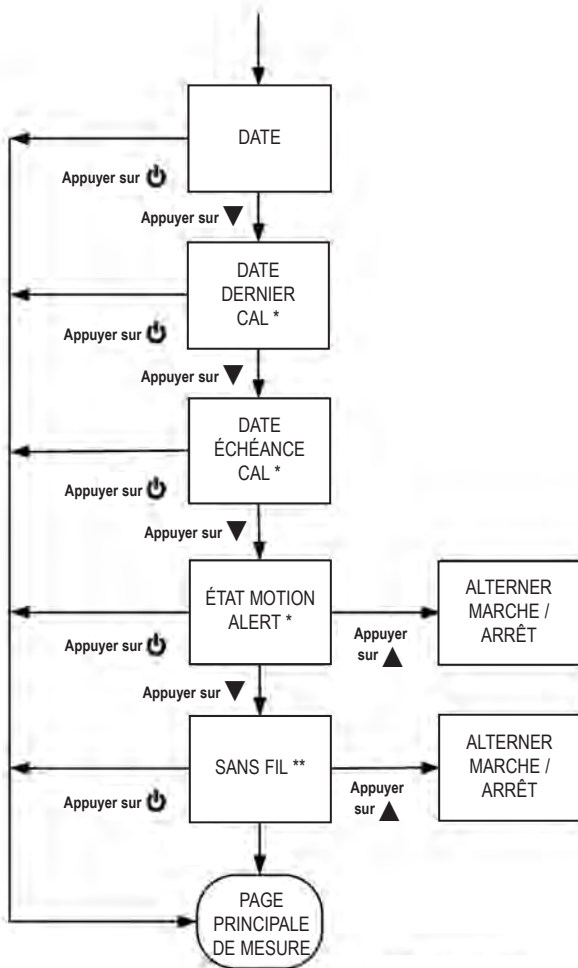 DATE
Appuyer sur
Appuyer sur ▼
DATE
DERNIER
CAL *
Appuyer sur
Appuyer sur ▼
DATE
ÉCHÉANCE
CAL *
Appuyer sur
Appuyer sur ▼
ÉTAT MOTION
ALERT *
Appuyer
sur ▲
ALTERNER
MARCHE /
ARRÊT
Appuyer sur
Appuyer sur ▼
SANS FIL **
Appuyer
sur ▲
ALTERNER
MARCHE /
ARRÊT
Appuyer sur
PAGE
PRINCIPALE
DE MESURE